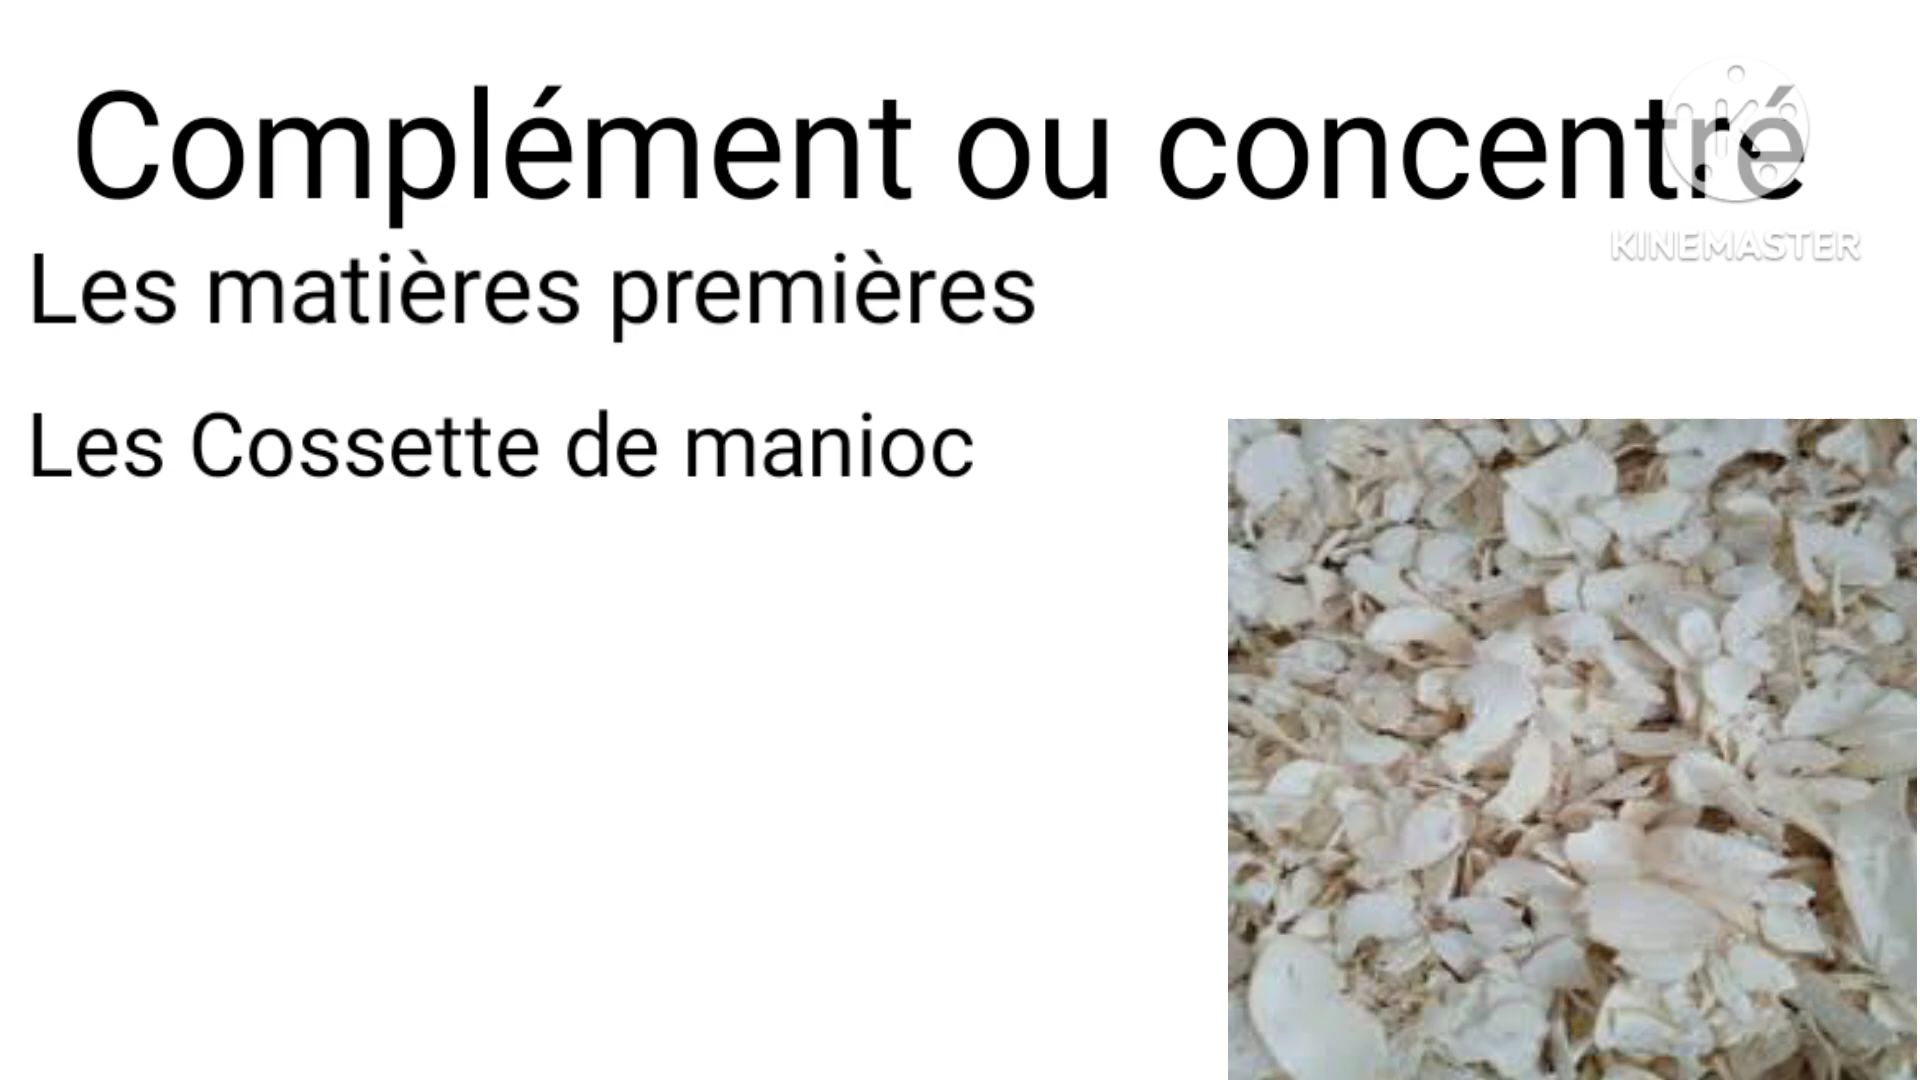 Complément ou concentré
KINEMASTER
Les matières premières
Les Cossette de manioc